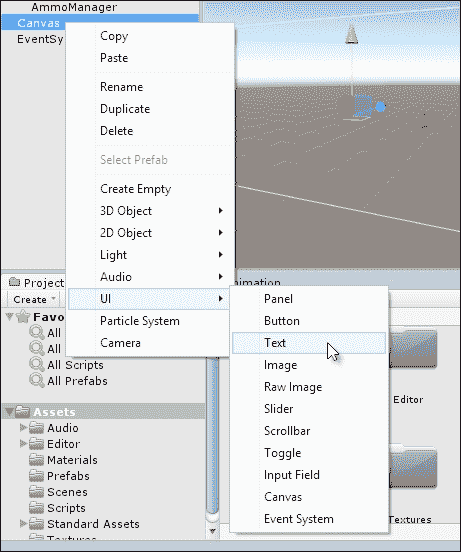 AmmoManager
Canvas
EventSy
Copy
Paste
Rename
Duplicate
Delete
Select Prefab
Create Empty
3D Object
2D Object
Light
Audio
UI
Particle System
Camera
Panel
Button
Text
Image
Raw Image
Slider
Scrollbar
Toggle
Input Field
Canvas
Event System
Project
nimation
Create
Favo
All
All
All Scripts
All Prefabs
Assets
Audio
Editor
Materials
Prefabs
Scenes
Scripts
Standard Assets
Textures
Editor
Textures